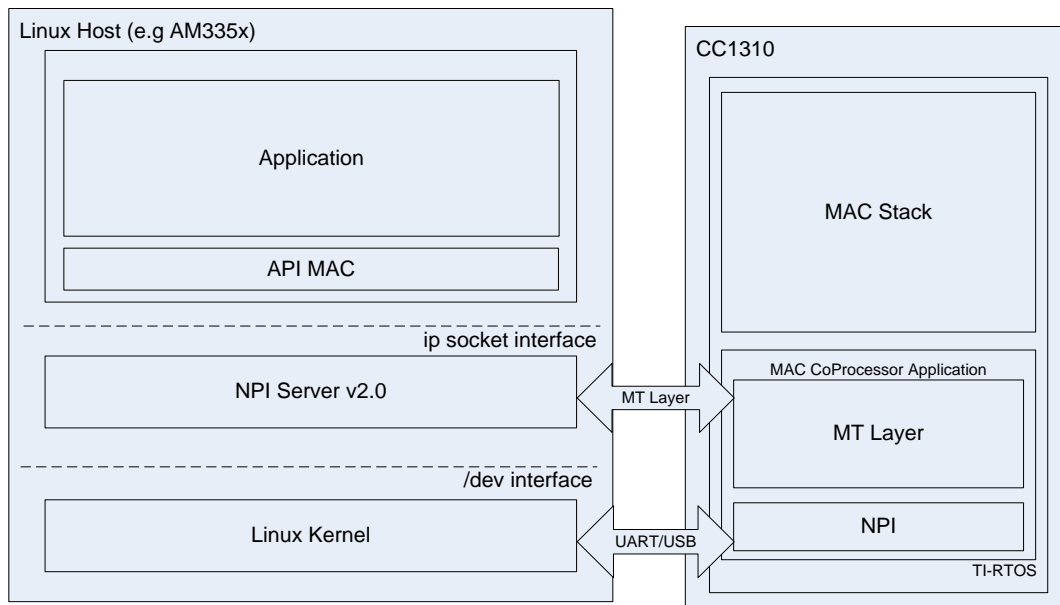 Linux Host (e.g AM335x)
Application
API MAC
ip socket interface
NPI Server v2.0
/dev interface
Linux Kernel
MT Layer
UART/USB
CC1310
MAC Stack
MAC CoProcessor Application
MT Layer
NPI
TI-RTOS